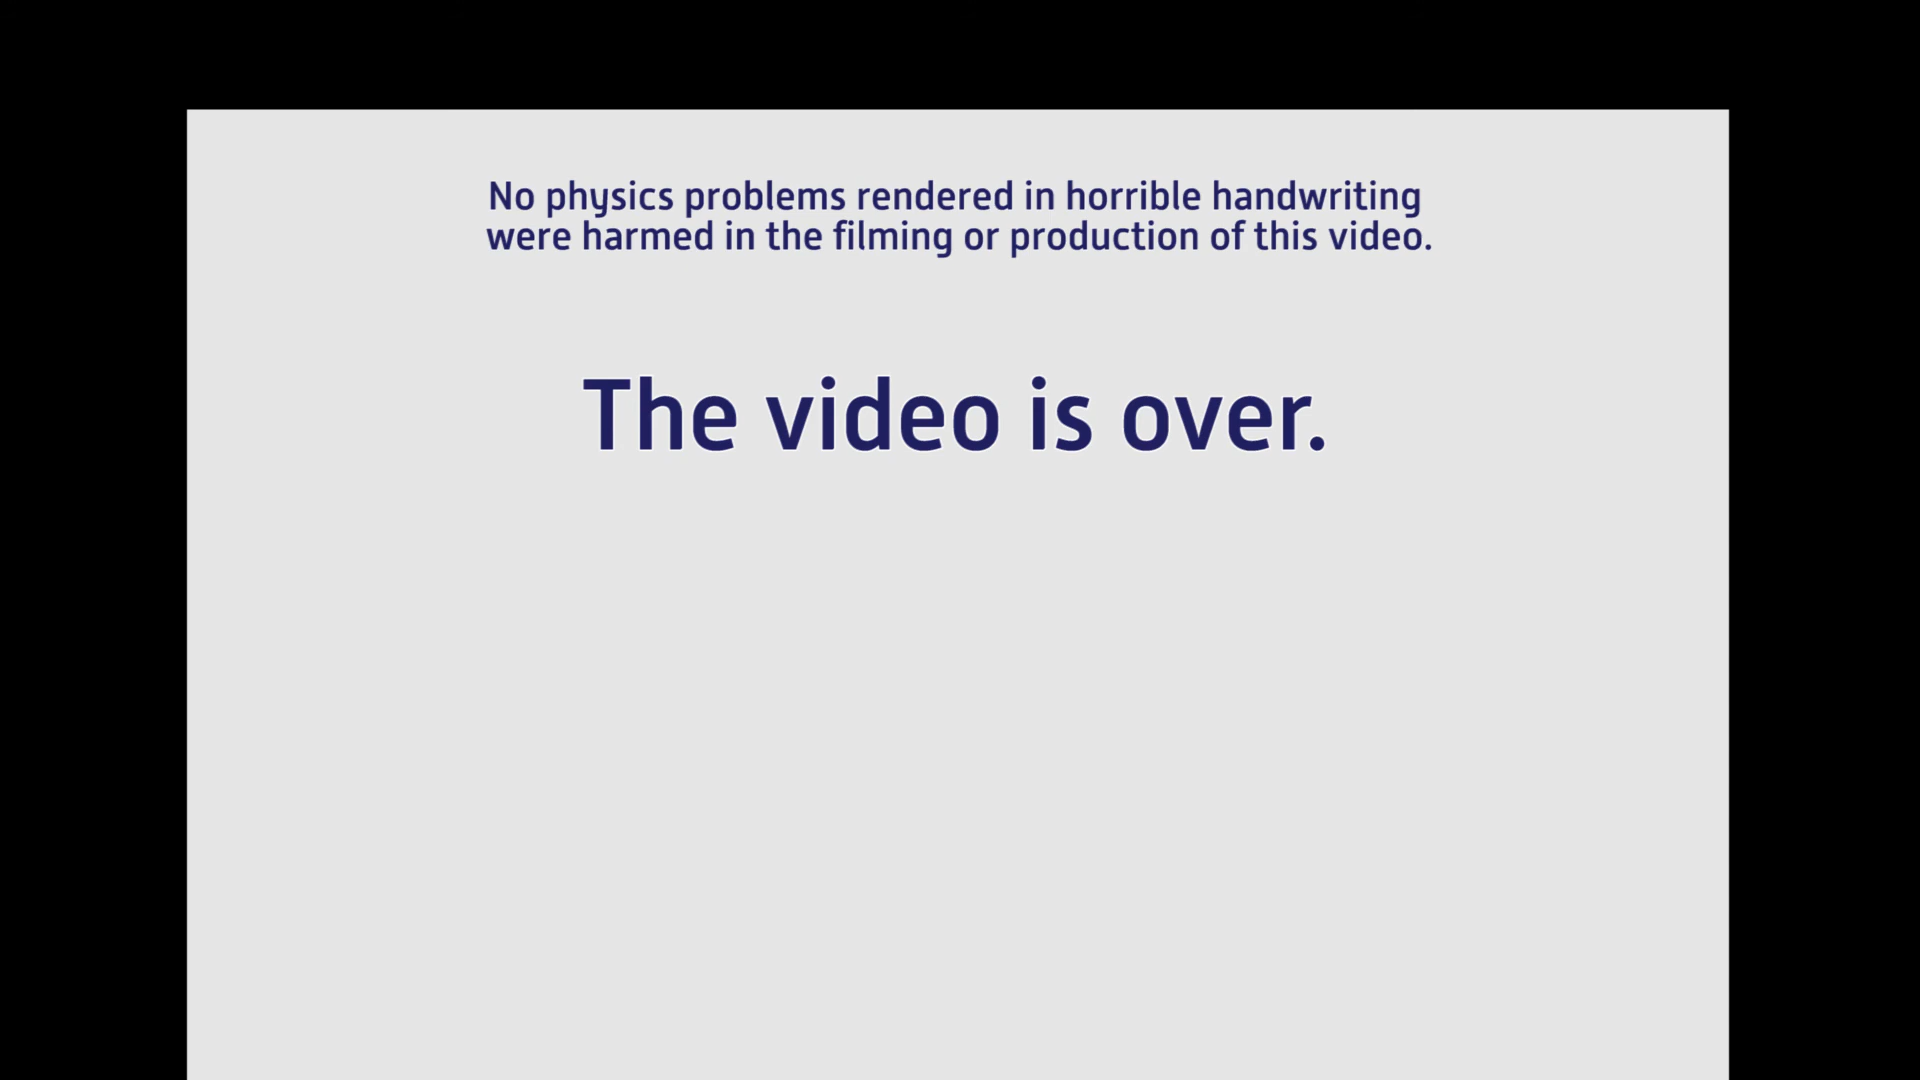 No physics problems rendered in horrible handwriting
were harmed in the filming or production of this video.
The video is over.